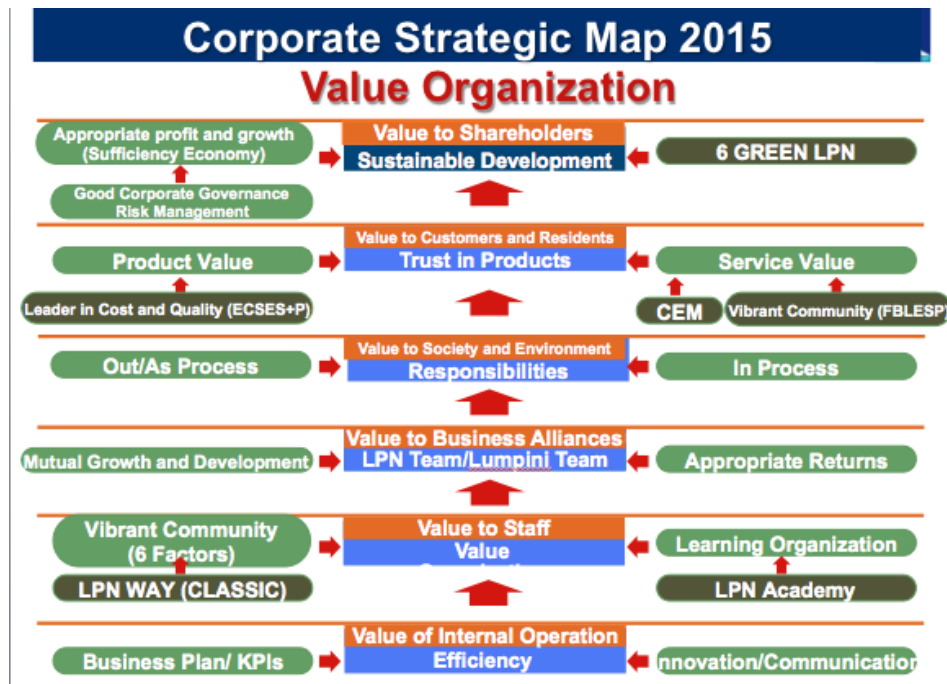 Corporate Strategic Map 2015
Value Organization
Appropriate profit and growth
(Sufficiency Economy)
Value to Shareholders
Sustainable Development
6 GREEN LPN
Good Corporate Governance
Risk Management
Value to Customers and Residents
Product Value
Trust in Products
Service Value
Leader in Cost and Quality (ECSES+P)
CEM
Vibrant Community (FBLESP)
Value to Society and Environment
Out/As Process
Responsibilities
In Process
Value to Business Alliances
Mutual Growth and Development
LPN Team/Lumpini Team
Appropriate Returns
Vibrant Community
(6 Factors)
Value to Staff
Value
Learning Organization
LPN WAY (CLASSIC)
LPN Academy
Value of Internal Operation
Business Plan/ KPIs
Efficiency
nnovation/Communication